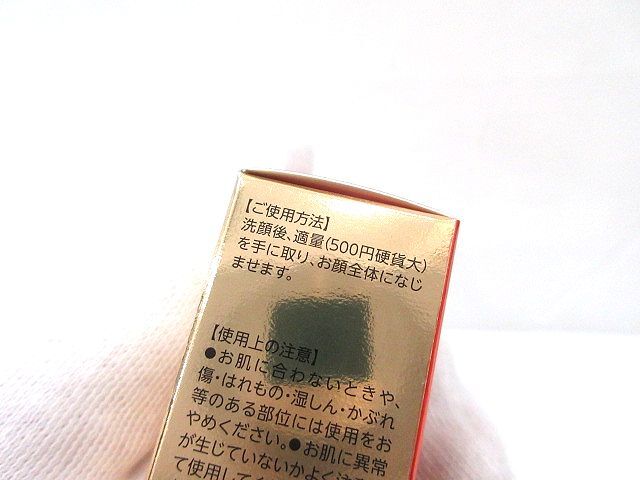 【ご使用方法】
洗顔後、適量(500円硬貨大)
を手に取り、お顔全体になじ
ませます。
【使用上の注意】
●お肌に合わないときや、
傷・はれもの・湿しん・かぶれ
等のある部位には使用をお
やめください。●お肌に異常
が生じていないかよく注
て使用して